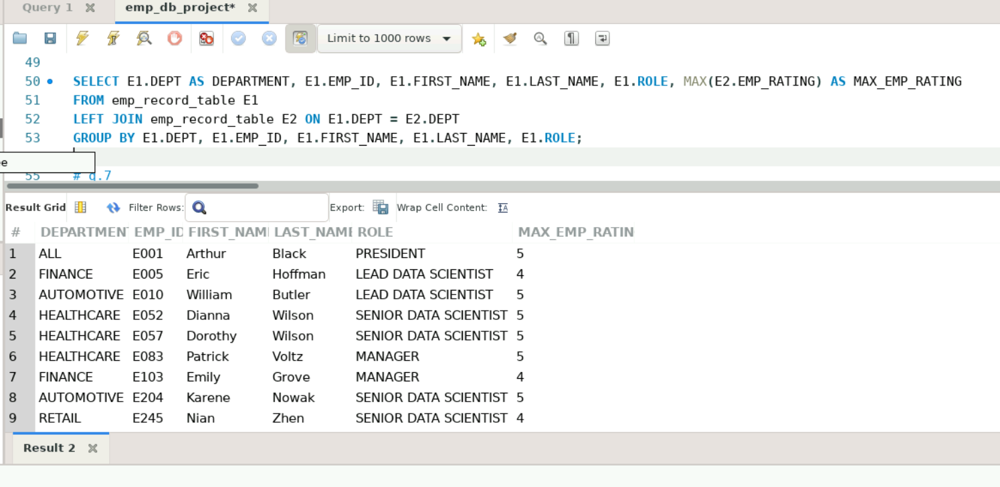 Query 1
emp_db_project*
Limit to 1000 rows
49
50 SELECT E1.DEPT AS DEPARTMENT, E1.EMP_ID, E1.FIRST_NAME, E1.LAST_NAME, E1.ROLE, MAX(E2.EMP_RATING) AS MAX_EMP_RATING
51 FROM emp_record_table E1
52 LEFT JOIN emp_record_table E2 ON E1.DEPT = E2.DEPT
53 GROUP BY E1.DEPT, E1.EMP_ID, E1.FIRST_NAME, E1.LAST_NAME, E1.ROLE;
55 # q.7
Result Grid Filter Rows: Export: Wrap Cell Content:
# DEPARTMENT EMP_ID FIRST_NAM LAST_NAME ROLE MAX_EMP_RATIN
1 ALL E001 Arthur Black PRESIDENT 5
2 FINANCE E005 Eric Hoffman LEAD DATA SCIENTIST 4
3 AUTOMOTIVE E010 William Butler LEAD DATA SCIENTIST 5
4 HEALTHCARE E052 Dianna Wilson SENIOR DATA SCIENTIST 5
5 HEALTHCARE E057 Dorothy Wilson SENIOR DATA SCIENTIST 5
6 HEALTHCARE E083 Patrick Voltz MANAGER 5
7 FINANCE E103 Emily Grove MANAGER 4
8 AUTOMOTIVE E204 Karene Nowak SENIOR DATA SCIENTIST 5
9 RETAIL E245 Nian Zhen SENIOR DATA SCIENTIST 4
Result 2